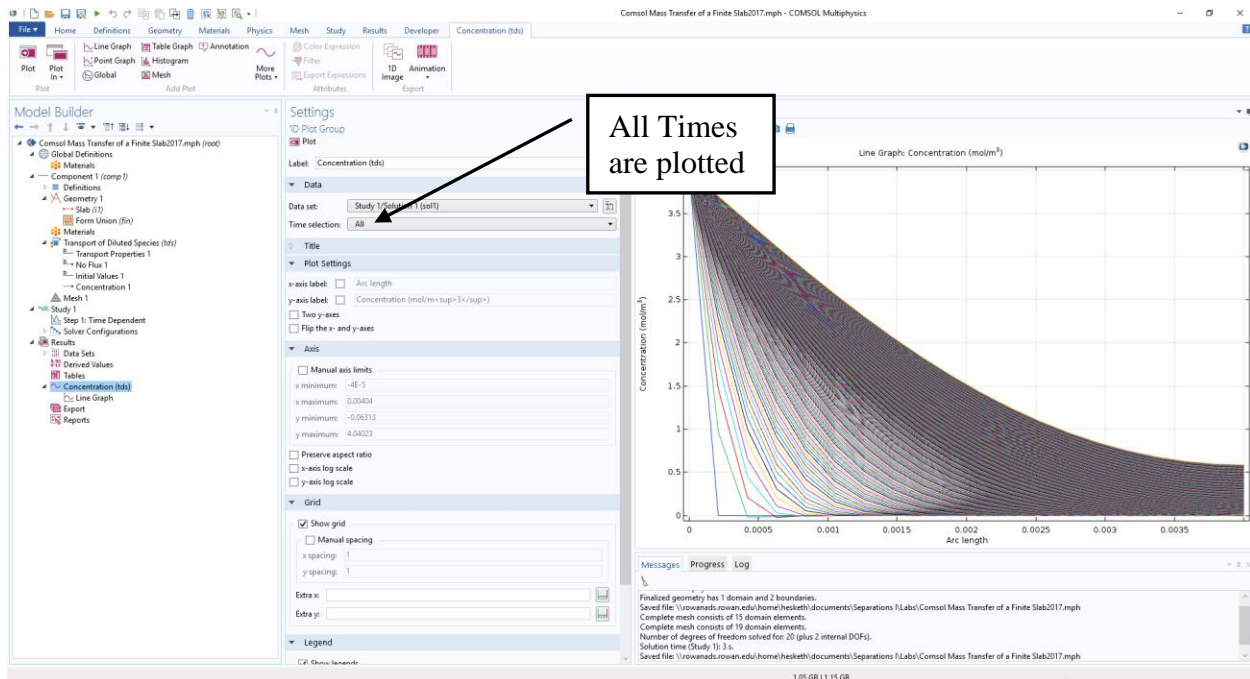 Comsol Mass Transfer of a Finite Slab2017.mph - COMSOL Multiphysics
File Home Definitions Geometry Materials Physics Mesh Study Results Developer Concentration (tds)
Plot
Plot In
Line Graph Table Graph Annotation
Point Graph Histogram
Global Mesh
More Plots
Color Expression
Filter
Export Expressions
1D Image
Animation
Plot Add Plot Attributes Export
Model Builder
Comsol Mass Transfer of a Finite Slab2017.mph (root)
Global Definitions
Materials
Component 1 (comp1)
Definitions
Geometry 1
Slab (i1)
Form Union (fin)
Materials
Transport of Diluted Species (tds)
Transport Properties 1
No Flux 1
Initial Values 1
Concentration 1
Mesh 1
Study 1
Step 1: Time Dependent
Solver Configurations
Results
Data Sets
Derived Values
Tables
Concentration (tds)
Line Graph
Export
Reports
Settings
1D Plot Group
Plot
Label: Concentration (tds)
Data
Data set: Study 1/Solution 1 (sol1)
Time selection: All
Title
Plot Settings
x-axis label: Arc length
y-axis label: Concentration (mol/m<sup>3</sup>)
Two y-axes
Flip the x- and y-axes
Axis
Manual axis limits
x minimum: -4E-5
x maximum: 0.00404
y minimum: -0.06313
y maximum: 4.04023
Preserve aspect ratio
x-axis log scale
y-axis log scale
Grid
Show grid
Manual spacing
x spacing: 1
y spacing: 1
Extra x:
Extra y:
Legend
Show legends
All Times
are plotted
Line Graph: Concentration (mol/m³)
Concentration (mol/m³)
3.5
3
2.5
2
1.5
1
0.5
0
0 0.0005 0.001 0.0015 0.002 0.0025 0.003 0.0035
Arc length
Messages Progress Log
Finalized geometry has 1 domain and 2 boundaries.
Saved file: \\rowanads.rowan.edu\home\hesketh\documents\Separations I\Labs\Comsol Mass Transfer of a Finite Slab2017.mph
Complete mesh consists of 15 domain elements.
Complete mesh consists of 19 domain elements.
Number of degrees of freedom solved for: 20 (plus 2 internal DOFs).
Solution time (Study 1): 3 s.
Saved file: \\rowanads.rowan.edu\home\hesketh\documents\Separations I\Labs\Comsol Mass Transfer of a Finite Slab2017.mph
1.05 GB | 1.15 GB